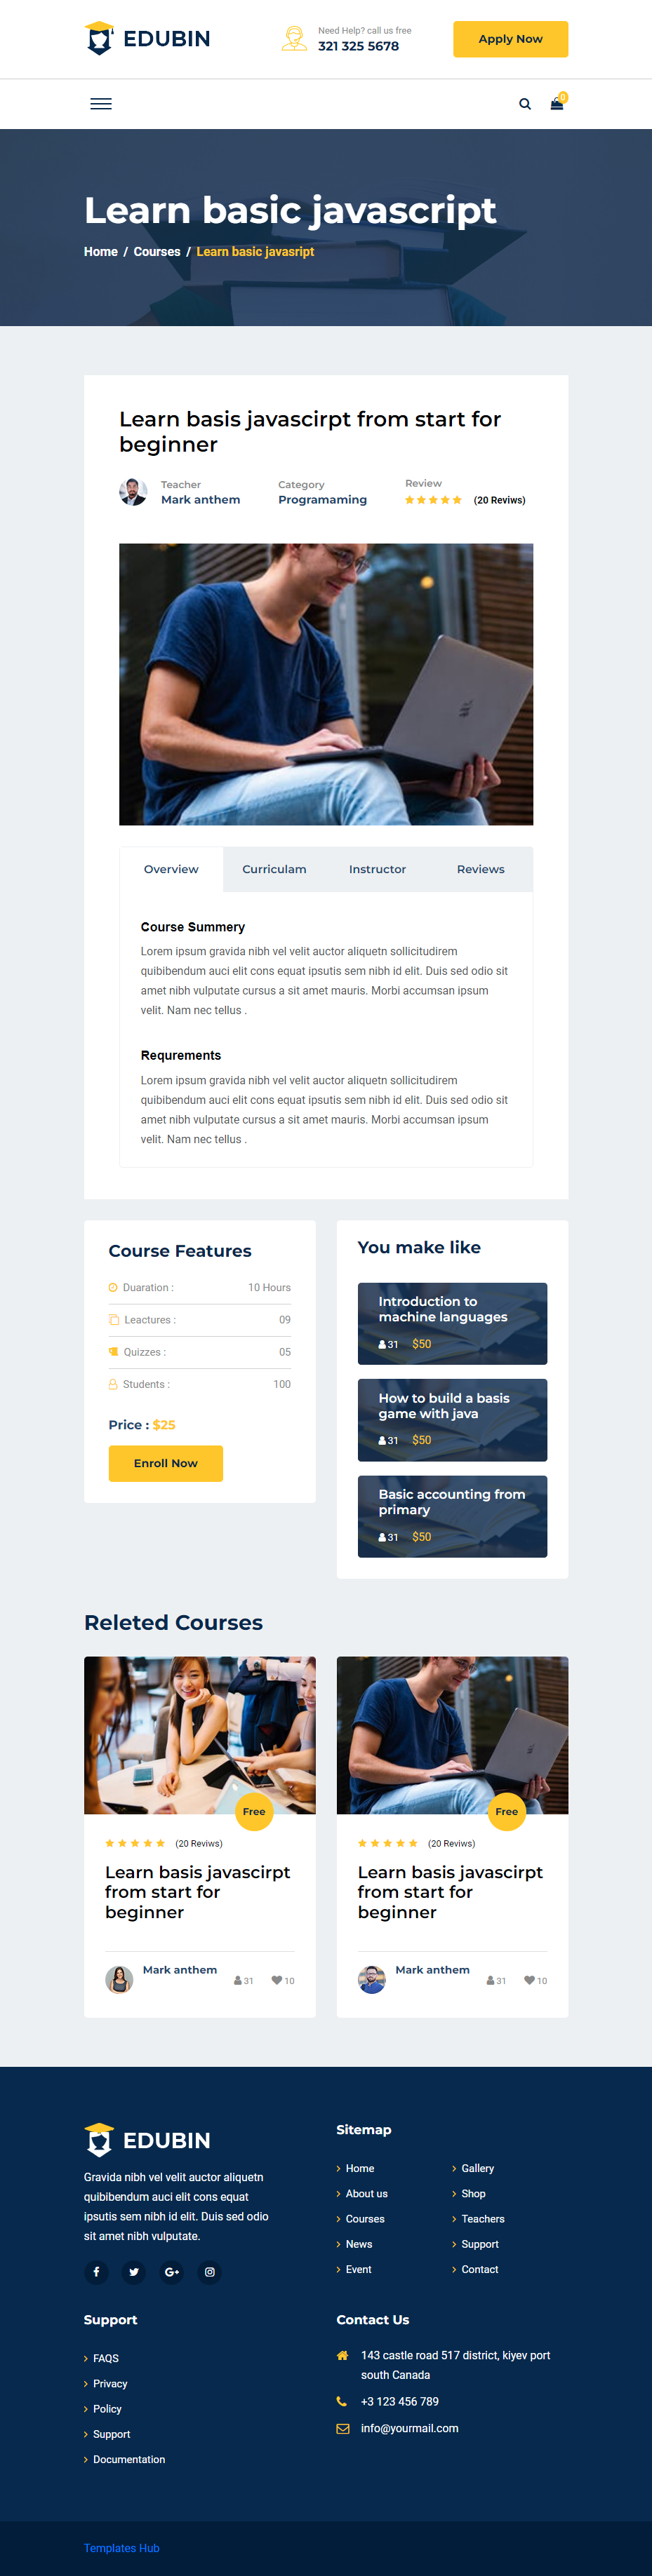 EDUBIN
Need Help? call us free
321 325 5678
Apply Now
0
Learn basic javascript
Home / Courses / Learn basic javasript
Learn basis javascirpt from start for
beginner
Teacher
Mark anthem
Category
Programaming
Review
(20 Reviws)
Overview
Curriculam
Instructor
Reviews
Course Summery
Lorem ipsum gravida nibh vel velit auctor aliquetn sollicitudirem
quibibendum auci elit cons equat ipsutis sem nibh id elit. Duis sed odio sit
amet nibh vulputate cursus a sit amet mauris. Morbi accumsan ipsum
velit. Nam nec tellus .
Requrements
Lorem ipsum gravida nibh vel velit auctor aliquetn sollicitudirem
quibibendum auci elit cons equat ipsutis sem nibh id elit. Duis sed odio sit
amet nibh vulputate cursus a sit amet mauris. Morbi accumsan ipsum
velit. Nam nec tellus .
Course Features
Duaration :
10 Hours
Leactures :
09
Quizzes :
05
Students :
100
Price : $25
Enroll Now
You make like
Introduction to
machine languages
31
$50
How to build a basis
game with java
31
$50
Basic accounting from
primary
31
$50
Releted Courses
Free
(20 Reviws)
Learn basis javascirpt
from start for
beginner
Mark anthem
31
10
Free
(20 Reviws)
Learn basis javascirpt
from start for
beginner
Mark anthem
31
10
EDUBIN
Gravida nibh vel velit auctor aliquetn
quibibendum auci elit cons equat
ipsutis sem nibh id elit. Duis sed odio
sit amet nibh vulputate.
Sitemap
Home
About us
Courses
News
Event
Gallery
Shop
Teachers
Support
Contact
Support
FAQS
Privacy
Policy
Support
Documentation
Contact Us
143 castle road 517 district, kiyev port
south Canada
+3 123 456 789
info@yourmail.com
Templates Hub